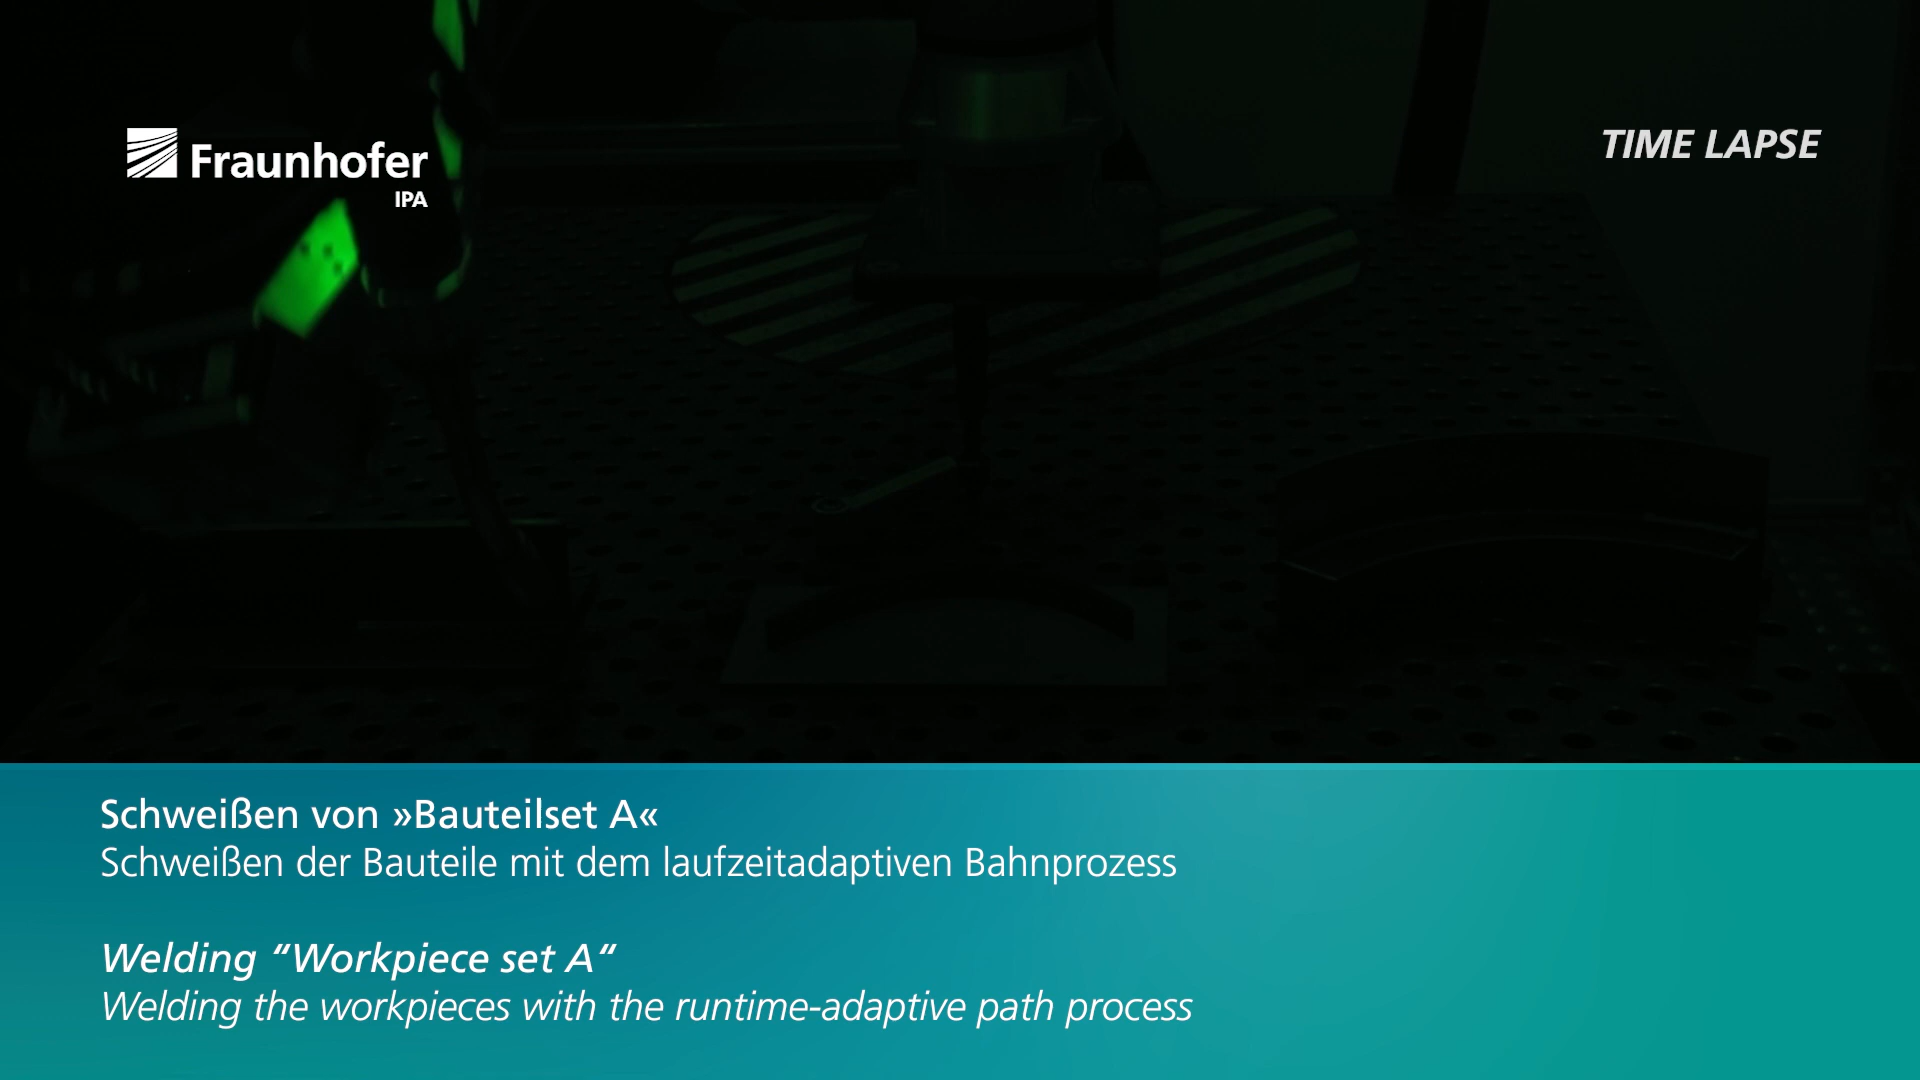 Fraunhofer
IPA
TIME LAPSE
Schweißen von »Bauteilset A«
Schweißen der Bauteile mit dem laufzeitadaptiven Bahnprozess
Welding “Workpiece set A“
Welding the workpieces with the runtime-adaptive path process